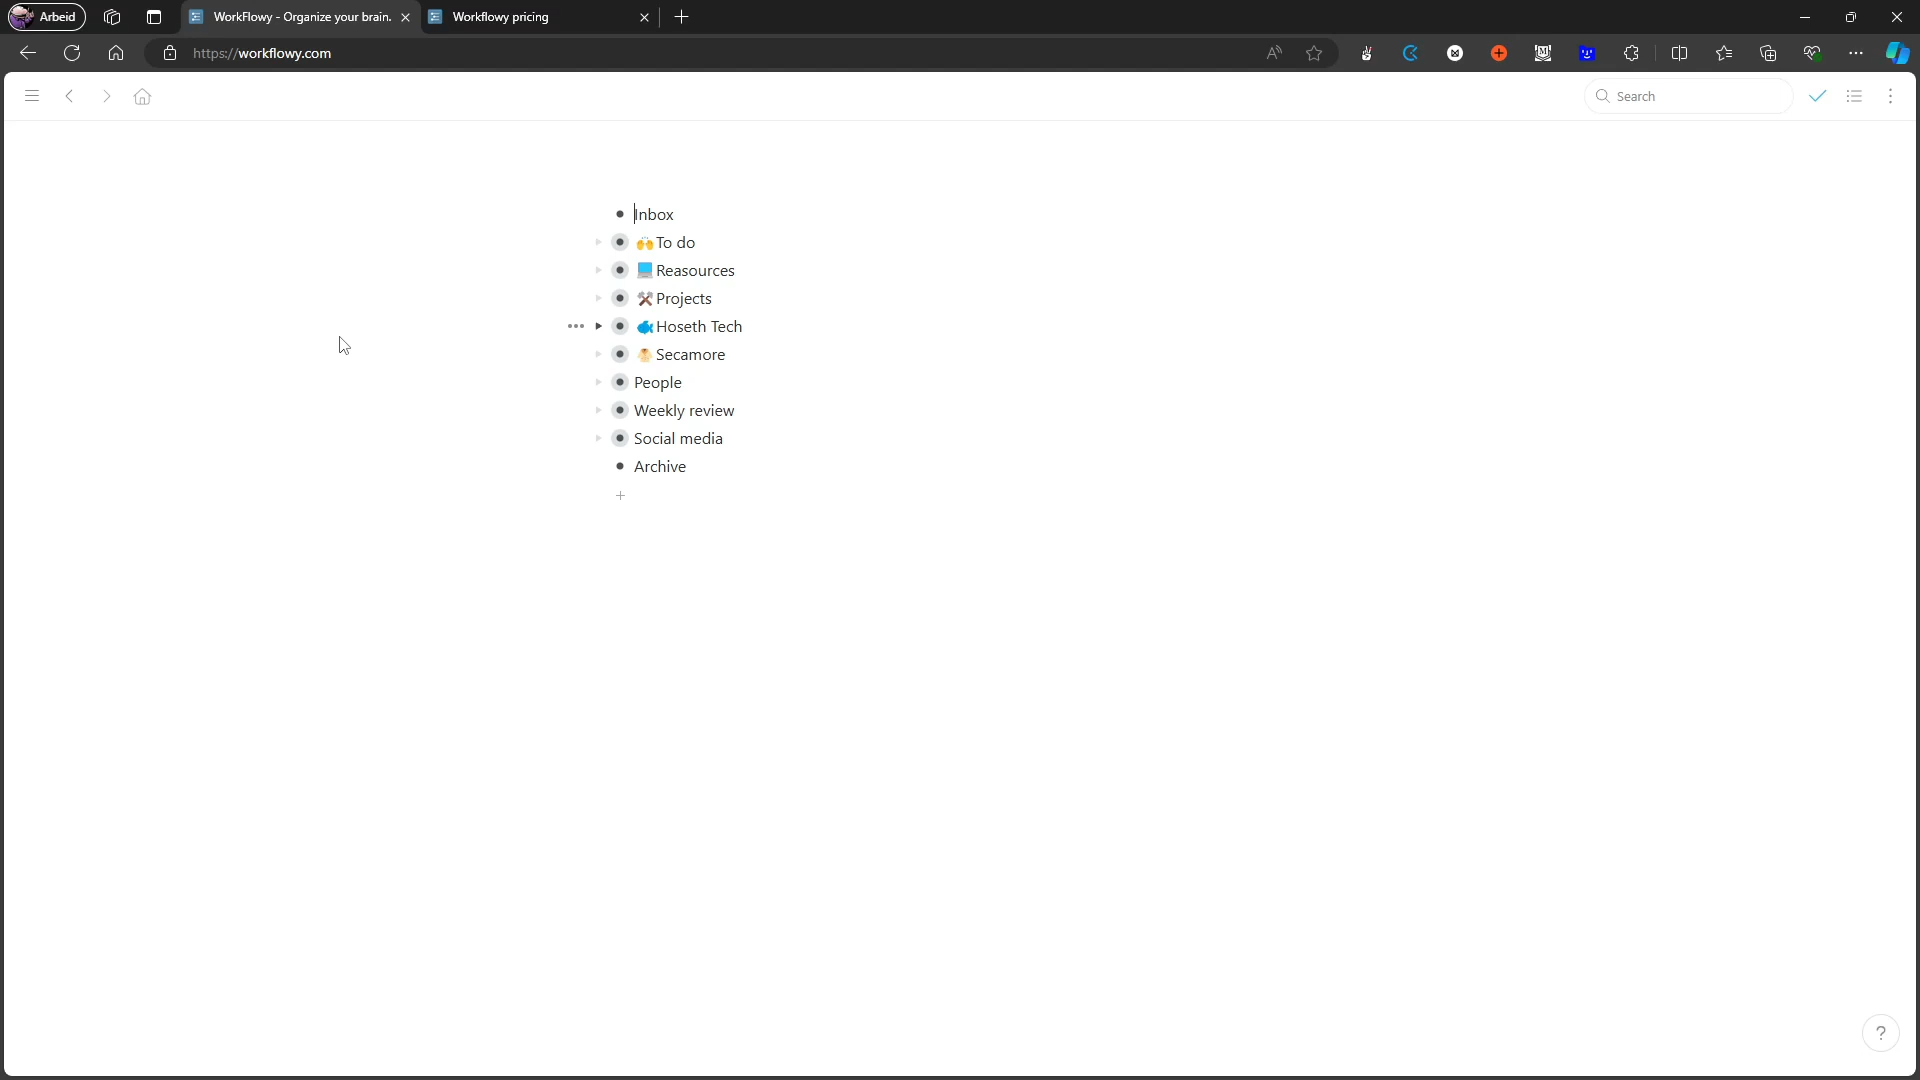 Arbeid
WorkFlowy - Organize your brain.
Workflowy pricing
https://workflowy.com
Search
Inbox
🙌To do
💻Reasources
⚒️Projects
🐟Hoseth Tech
Secamore
People
Weekly review
Social media
Archive
+
?